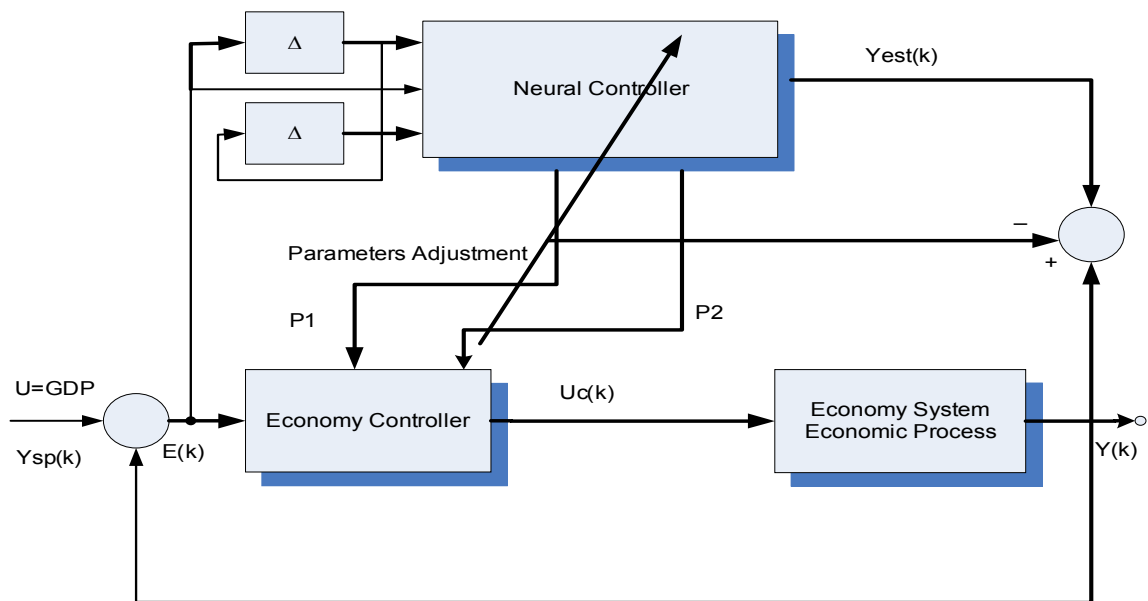 Δ
Yest(k)
Neural Controller
Δ
–
Parameters Adjustment
+
P1
P2
U=GDP
Uc(k)
Economy Controller
Economy System
Economic Process
Ysp(k)
E(k)
Y(k)